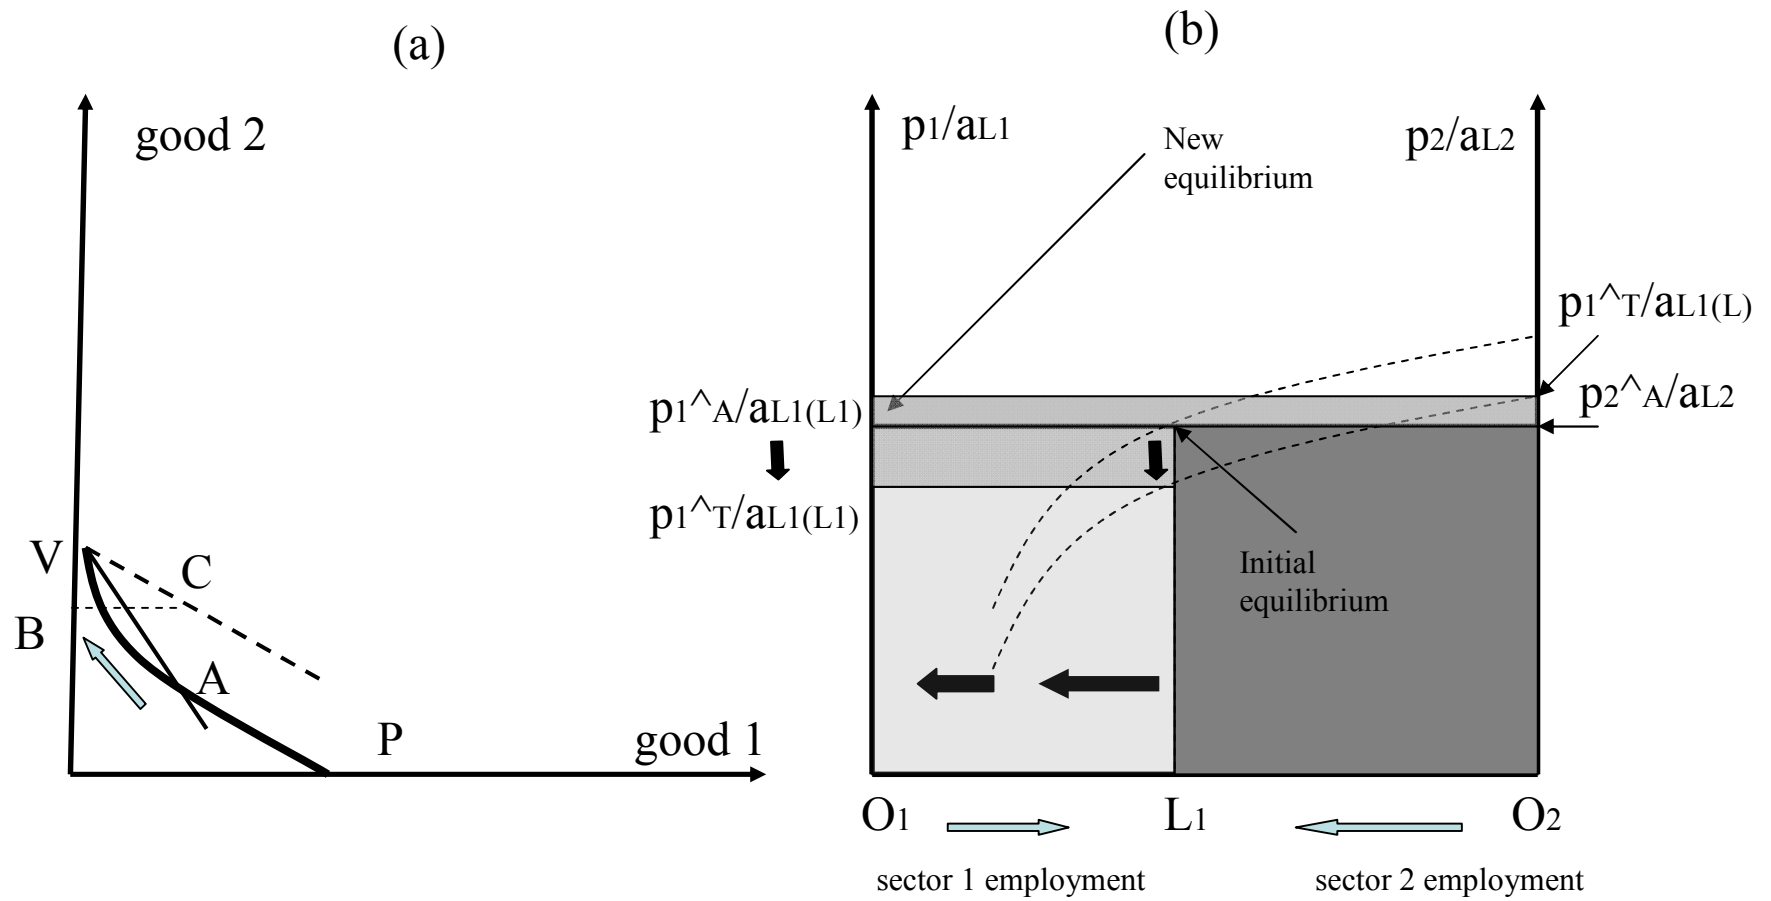 (a)
(b)
good 2
p1/aL1
New
equilibrium
p2/aL2
p1^T/aL1(L)
p1^A/aL1(L1)
p2^A/aL2
p1^T/aL1(L1)
V
C
B
A
Initial
equilibrium
P
good 1
O1
L1
O2
sector 1 employment
sector 2 employment